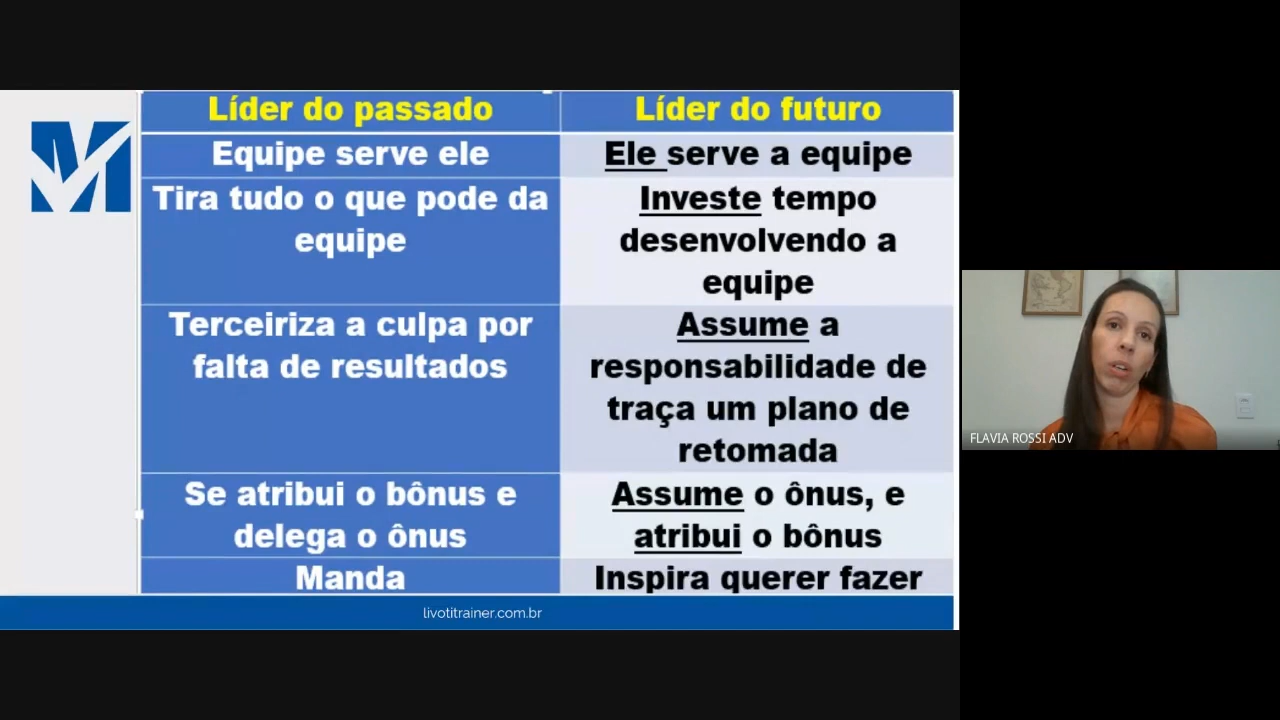 Líder do passado
Líder do futuro
Equipe serve ele
Ele serve a equipe
Tira tudo o que pode da
equipe
Investe tempo
desenvolvendo a
equipe
Terceiriza a culpa por
falta de resultados
Assume a
responsabilidade de
traça um plano de
retomada
Se atribui o bônus e
delega o ônus
Assume o ônus, e
atribui o bônus
Manda
Inspira querer fazer
livotitrainer.com.br
FLAVIA ROSSI ADV